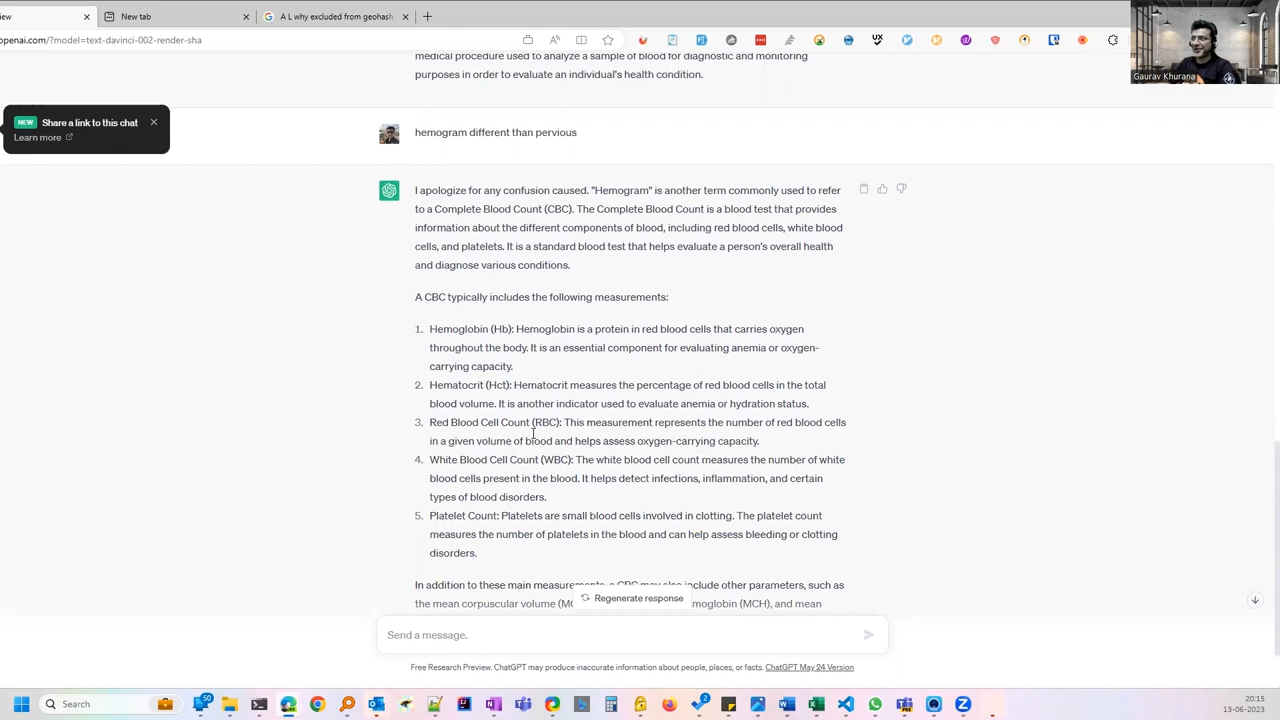 ew
New tab
A L why excluded from geohash
openai.com/?model=text-davinci-002-render-sha
Gaurav Khurana
medical procedure used to analyze a sample of blood for diagnostic and monitoring
purposes in order to evaluate an individual's health condition.
NEW Share a link to this chat
Learn more
hemogram different than pervious
I apologize for any confusion caused. "Hemogram" is another term commonly used to refer
to a Complete Blood Count (CBC). The Complete Blood Count is a blood test that provides
information about the different components of blood, including red blood cells, white blood
cells, and platelets. It is a standard blood test that helps evaluate a person's overall health
and diagnose various conditions.
A CBC typically includes the following measurements:
1. Hemoglobin (Hb): Hemoglobin is a protein in red blood cells that carries oxygen
throughout the body. It is an essential component for evaluating anemia or oxygen-
carrying capacity.
2. Hematocrit (Hct): Hematocrit measures the percentage of red blood cells in the total
blood volume. It is another indicator used to evaluate anemia or hydration status.
3. Red Blood Cell Count (RBC): This measurement represents the number of red blood cells
in a given volume of blood and helps assess oxygen-carrying capacity.
4. White Blood Cell Count (WBC): The white blood cell count measures the number of white
blood cells present in the blood. It helps detect infections, inflammation, and certain
types of blood disorders.
5. Platelet Count: Platelets are small blood cells involved in clotting. The platelet count
measures the number of platelets in the blood and can help assess bleeding or clotting
disorders.
In addition to these main measurements, a CBC may also include other parameters, such as
the mean corpuscular volume (MC moglobin (MCH), and mean
Regenerate response
Send a message.
Free Research Preview. ChatGPT may produce inaccurate information about people, places, or facts. ChatGPT May 24 Version
Search
50
2
20:15
13-06-2023